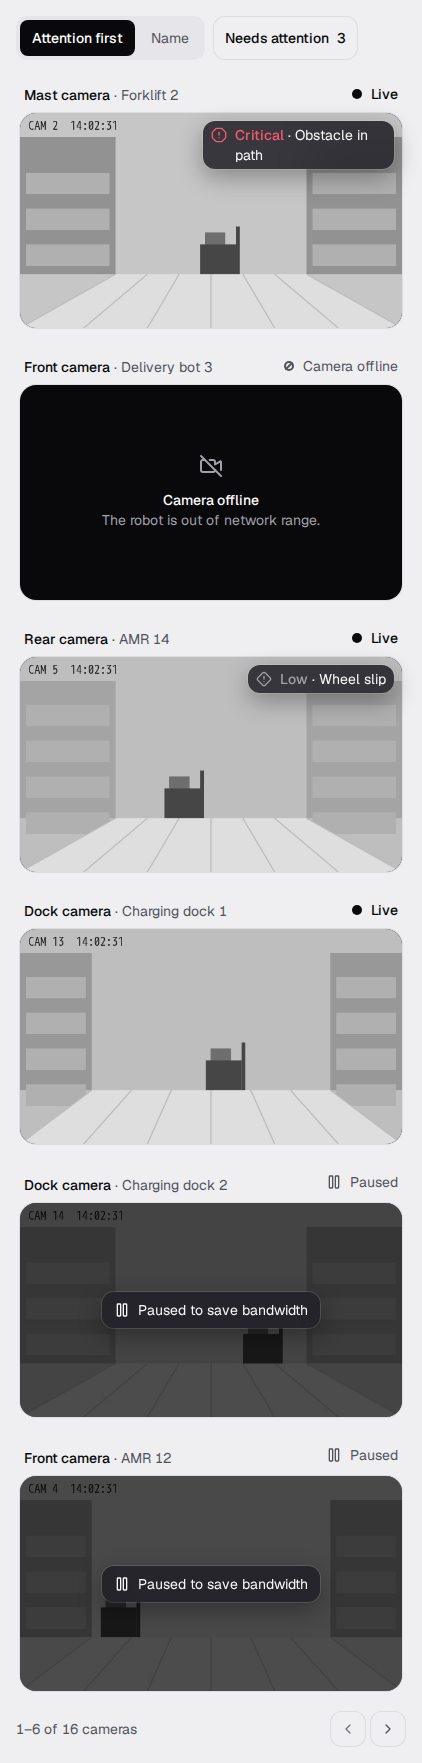 Attention first Name Needs attention 3
Mast camera · Forklift 2 Live
CAM 2 14:02:31
Critical · Obstacle in
path
Front camera · Delivery bot 3 Camera offline
Camera offline
The robot is out of network range.
Rear camera · AMR 14 Live
CAM 5 14:02:31
Low · Wheel slip
Dock camera · Charging dock 1 Live
CAM 13 14:02:31
Dock camera · Charging dock 2 Paused
CAM 14 14:02:31
Paused to save bandwidth
Front camera · AMR 12 Paused
CAM 4 14:02:31
Paused to save bandwidth
1–6 of 16 cameras